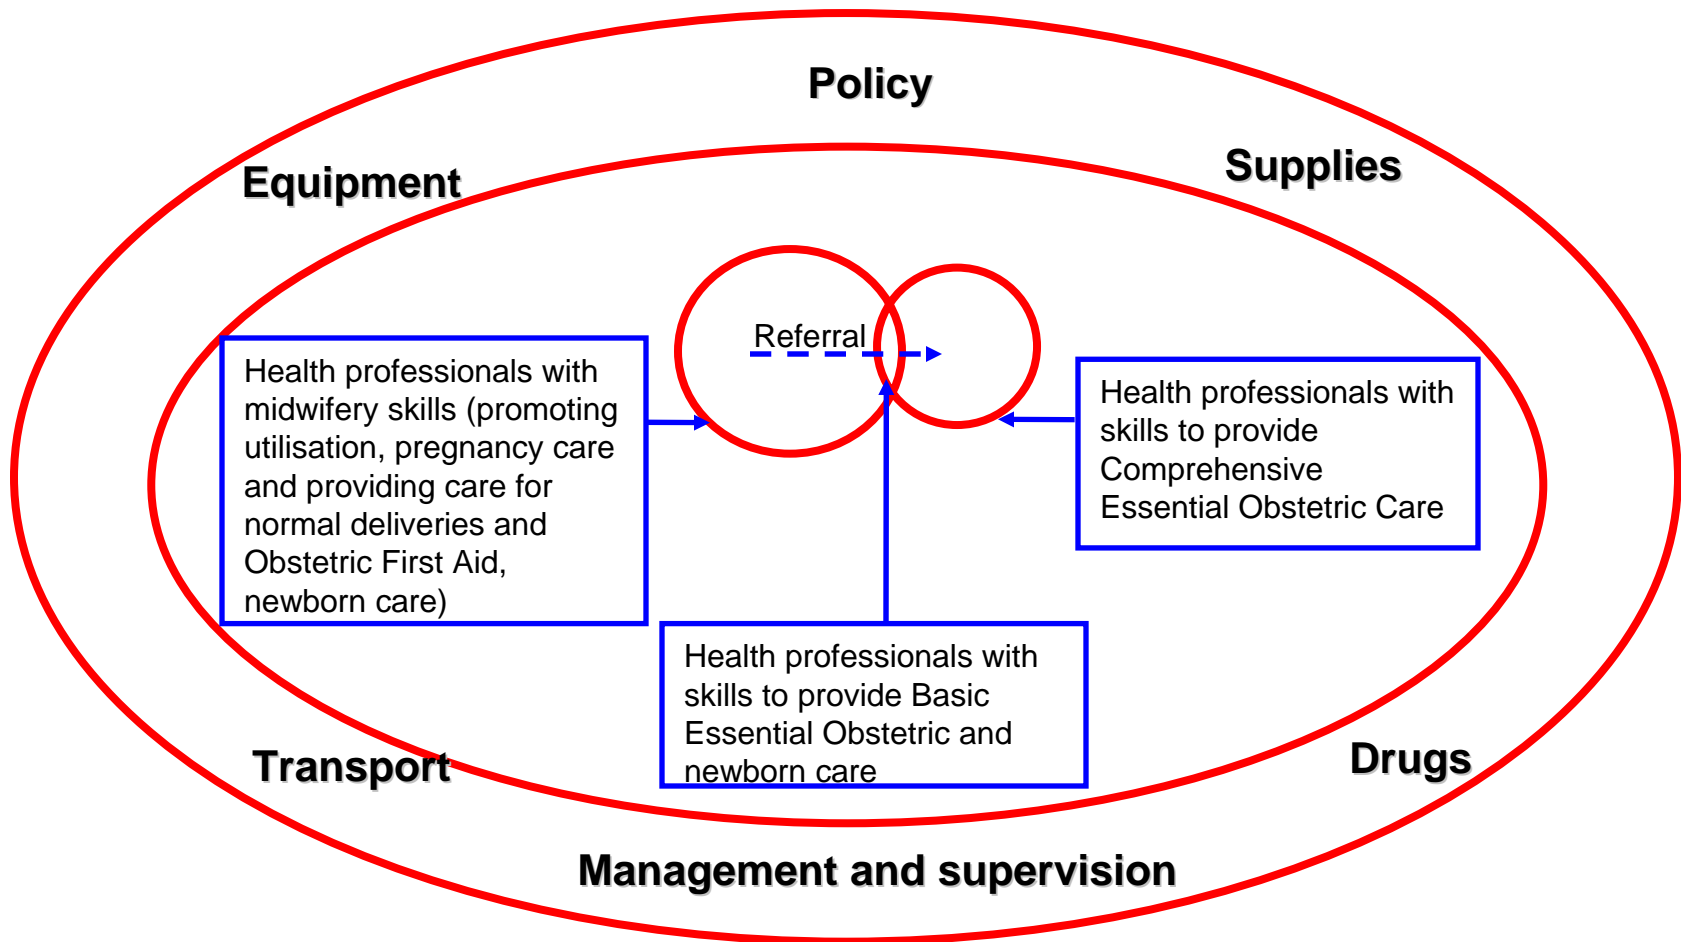 Policy
Equipment
Supplies
Referral
Health professionals with
midwifery skills (promoting
utilisation, pregnancy care
and providing care for
normal deliveries and
Obstetric First Aid,
newborn care)
Health professionals with
skills to provide
Comprehensive
Essential Obstetric Care
Health professionals with
skills to provide Basic
Essential Obstetric and
newborn care
Transport
Drugs
Management and supervision